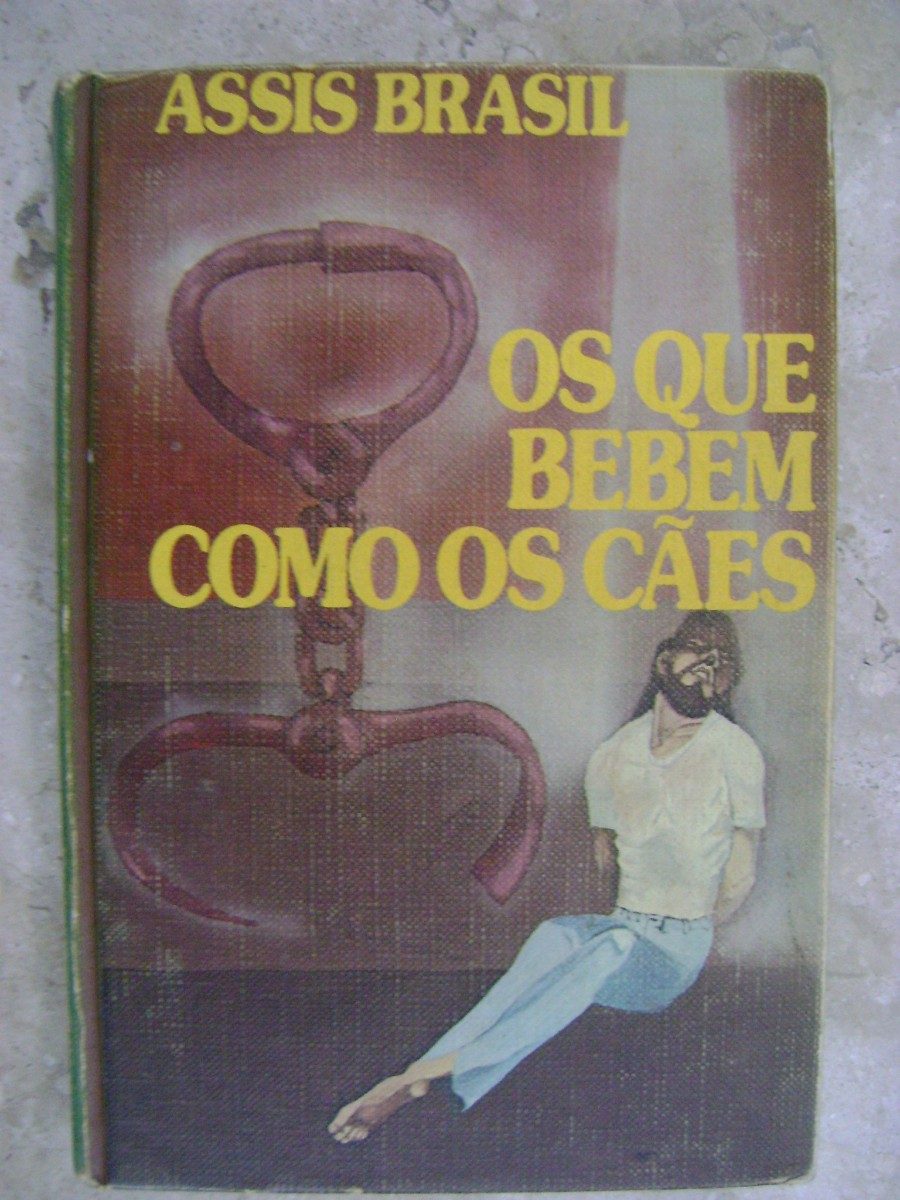 ASSIS BRASIL
OS QUE
BEBEM
COMO OS CÃES